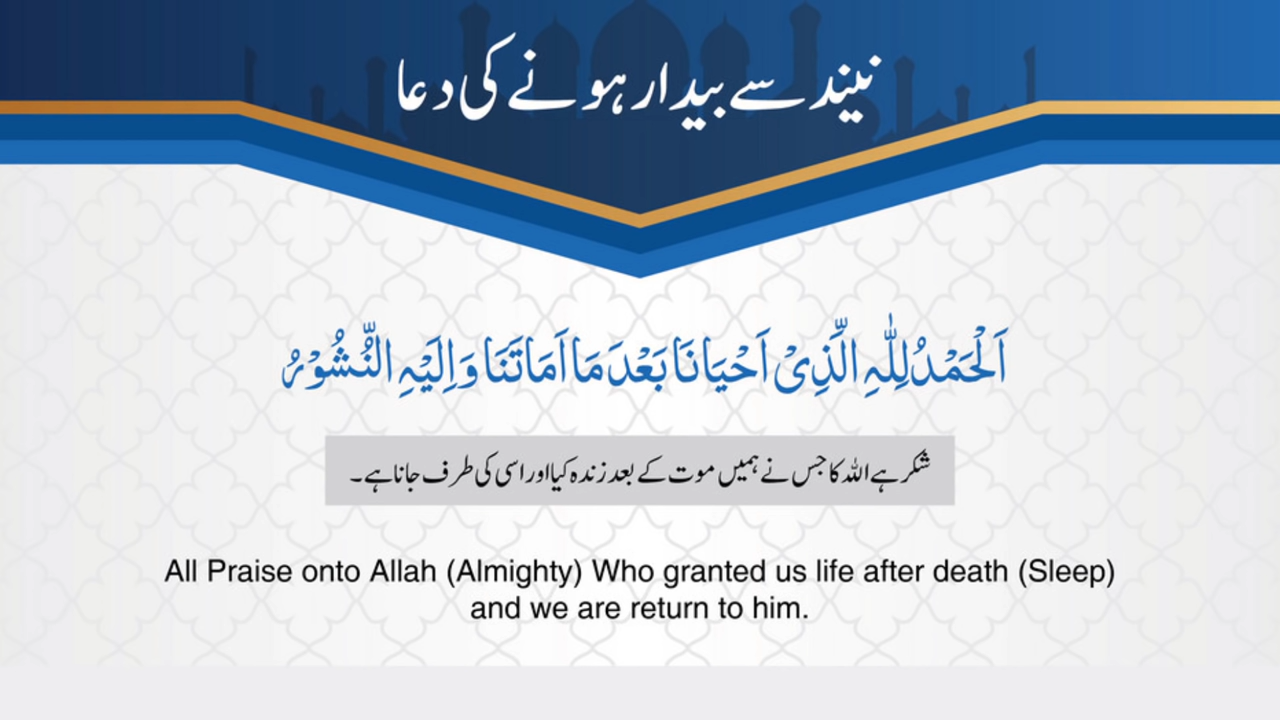 نیند سے بیدار ہونے کی دعا
اَلْحَمْدُ لِلّٰہِ الَّذِیْ اَحْیَانَا بَعْدَ مَا اَمَاتَنَا وَاِلَیْہِ النُّشُوْرُ
شکر ہے اللہ کا جس نے ہمیں موت کے بعد زندہ کیا اور اسی کی طرف جانا ہے۔
All Praise onto Allah (Almighty) Who granted us life after death (Sleep)
and we are return to him.